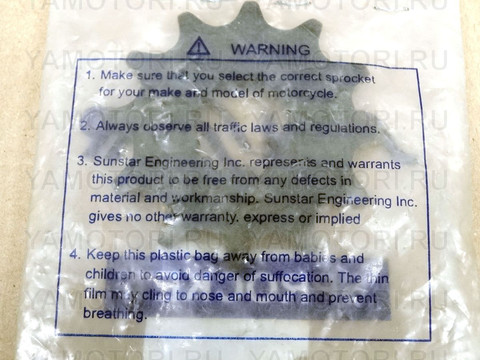 WARNING
1. Make sure that you select the correct sprocket
for your make and model of motorcycle.
2. Always observe all traffic laws and regulations.
3. Sunstar Engineering Inc. represents and warrants
this product to be free from any defects in
material and workmanship. Sunstar Engineering Inc.
gives no other warranty, express or implied
4. Keep this plastic bag away from babies and
children to avoid danger of suffocation. The thin
film may cling to nose and mouth and prevent
breathing.
YAMOTORI.RU